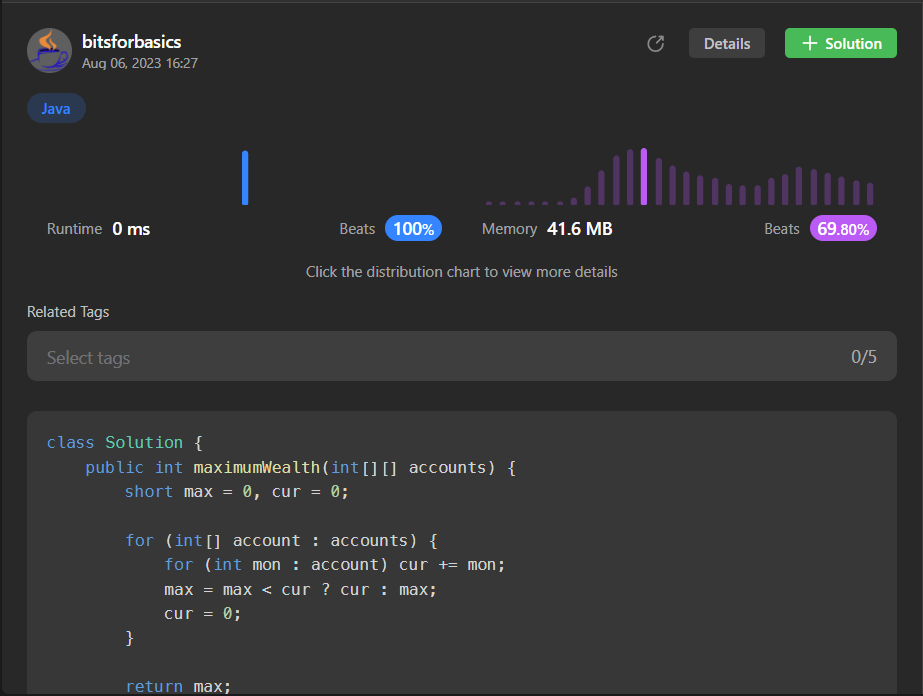 bitsforbasics
Aug 06, 2023 16:27
Details
+ Solution
Java
Runtime 0 ms
Beats 100%
Memory 41.6 MB
Beats 69.80%
Click the distribution chart to view more details
Related Tags
Select tags 0/5
class Solution {
    public int maximumWealth(int[][] accounts) {
        short max = 0, cur = 0;

        for (int[] account : accounts) {
            for (int mon : account) cur += mon;
            max = max < cur ? cur : max;
            cur = 0;
        }

        return max;